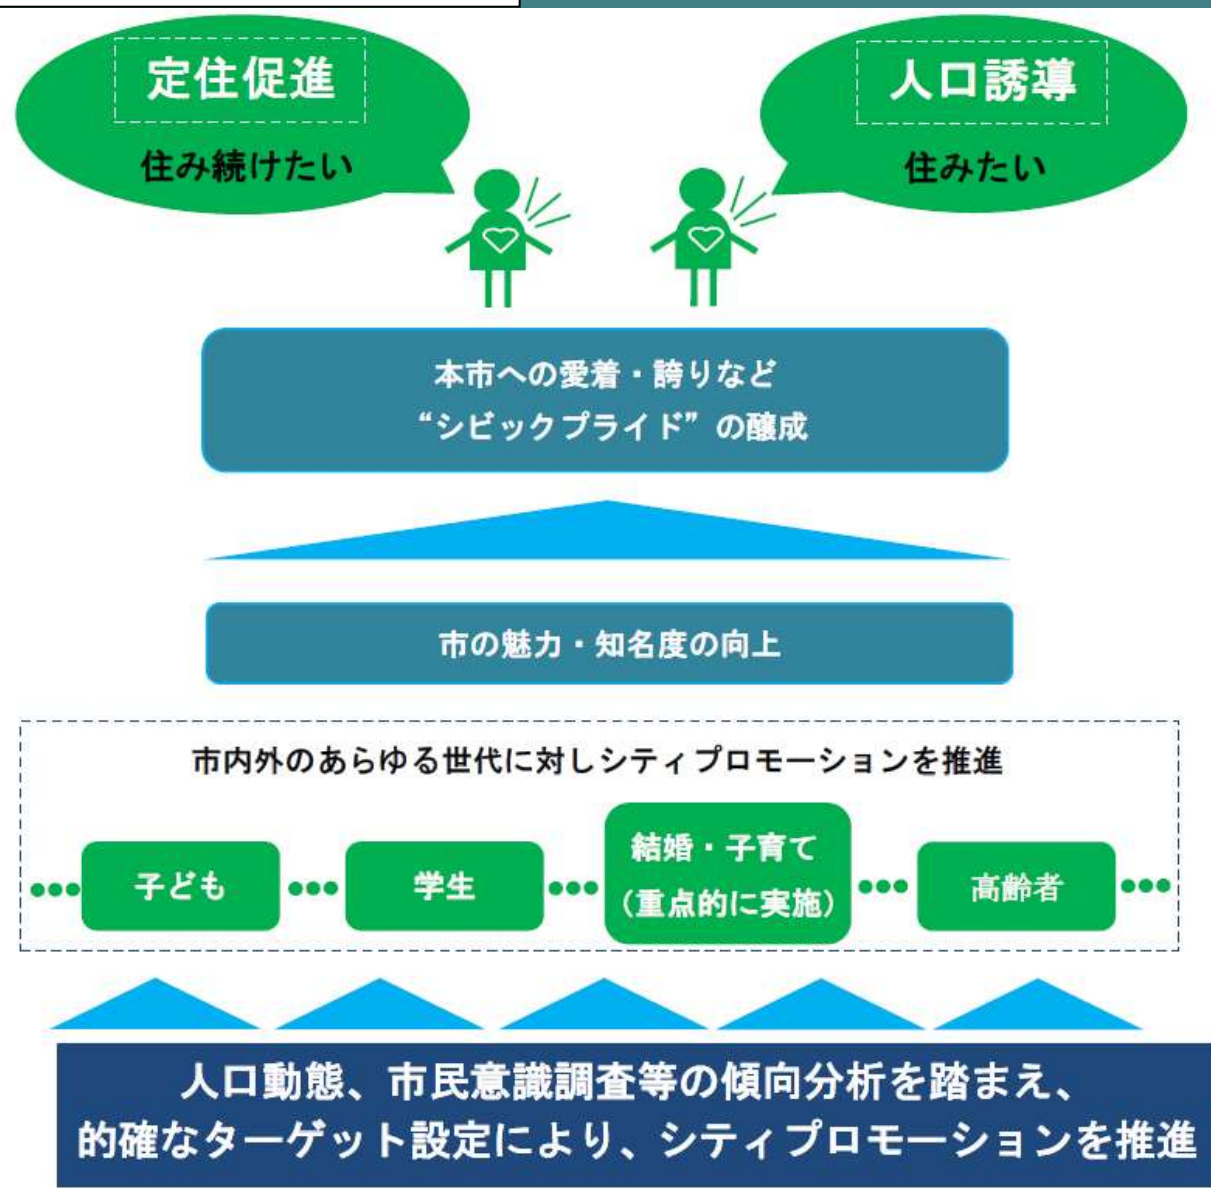 定住促進
住み続けたい
人口誘導
住みたい
本市への愛着・誇りなど
“シビックプライド”の醸成
市の魅力・知名度の向上
市内外のあらゆる世代に対しシティプロモーションを推進
子ども
学生
結婚・子育て
（重点的に実施）
高齢者
人口動態、市民意識調査等の傾向分析を踏まえ、
的確なターゲット設定により、シティプロモーションを推進